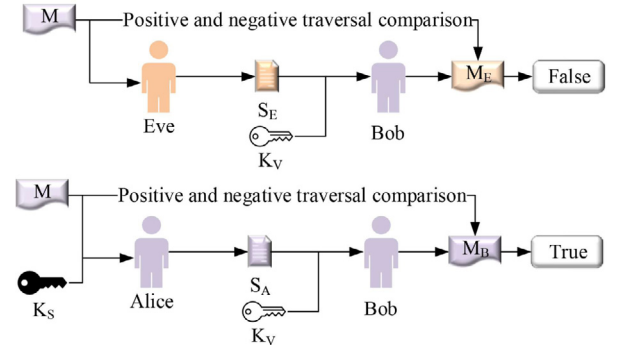 M
Positive and negative traversal comparison
M_E
False
Eve
S_E
K_V
Bob
M
Positive and negative traversal comparison
M_B
True
K_S
Alice
S_A
K_V
Bob